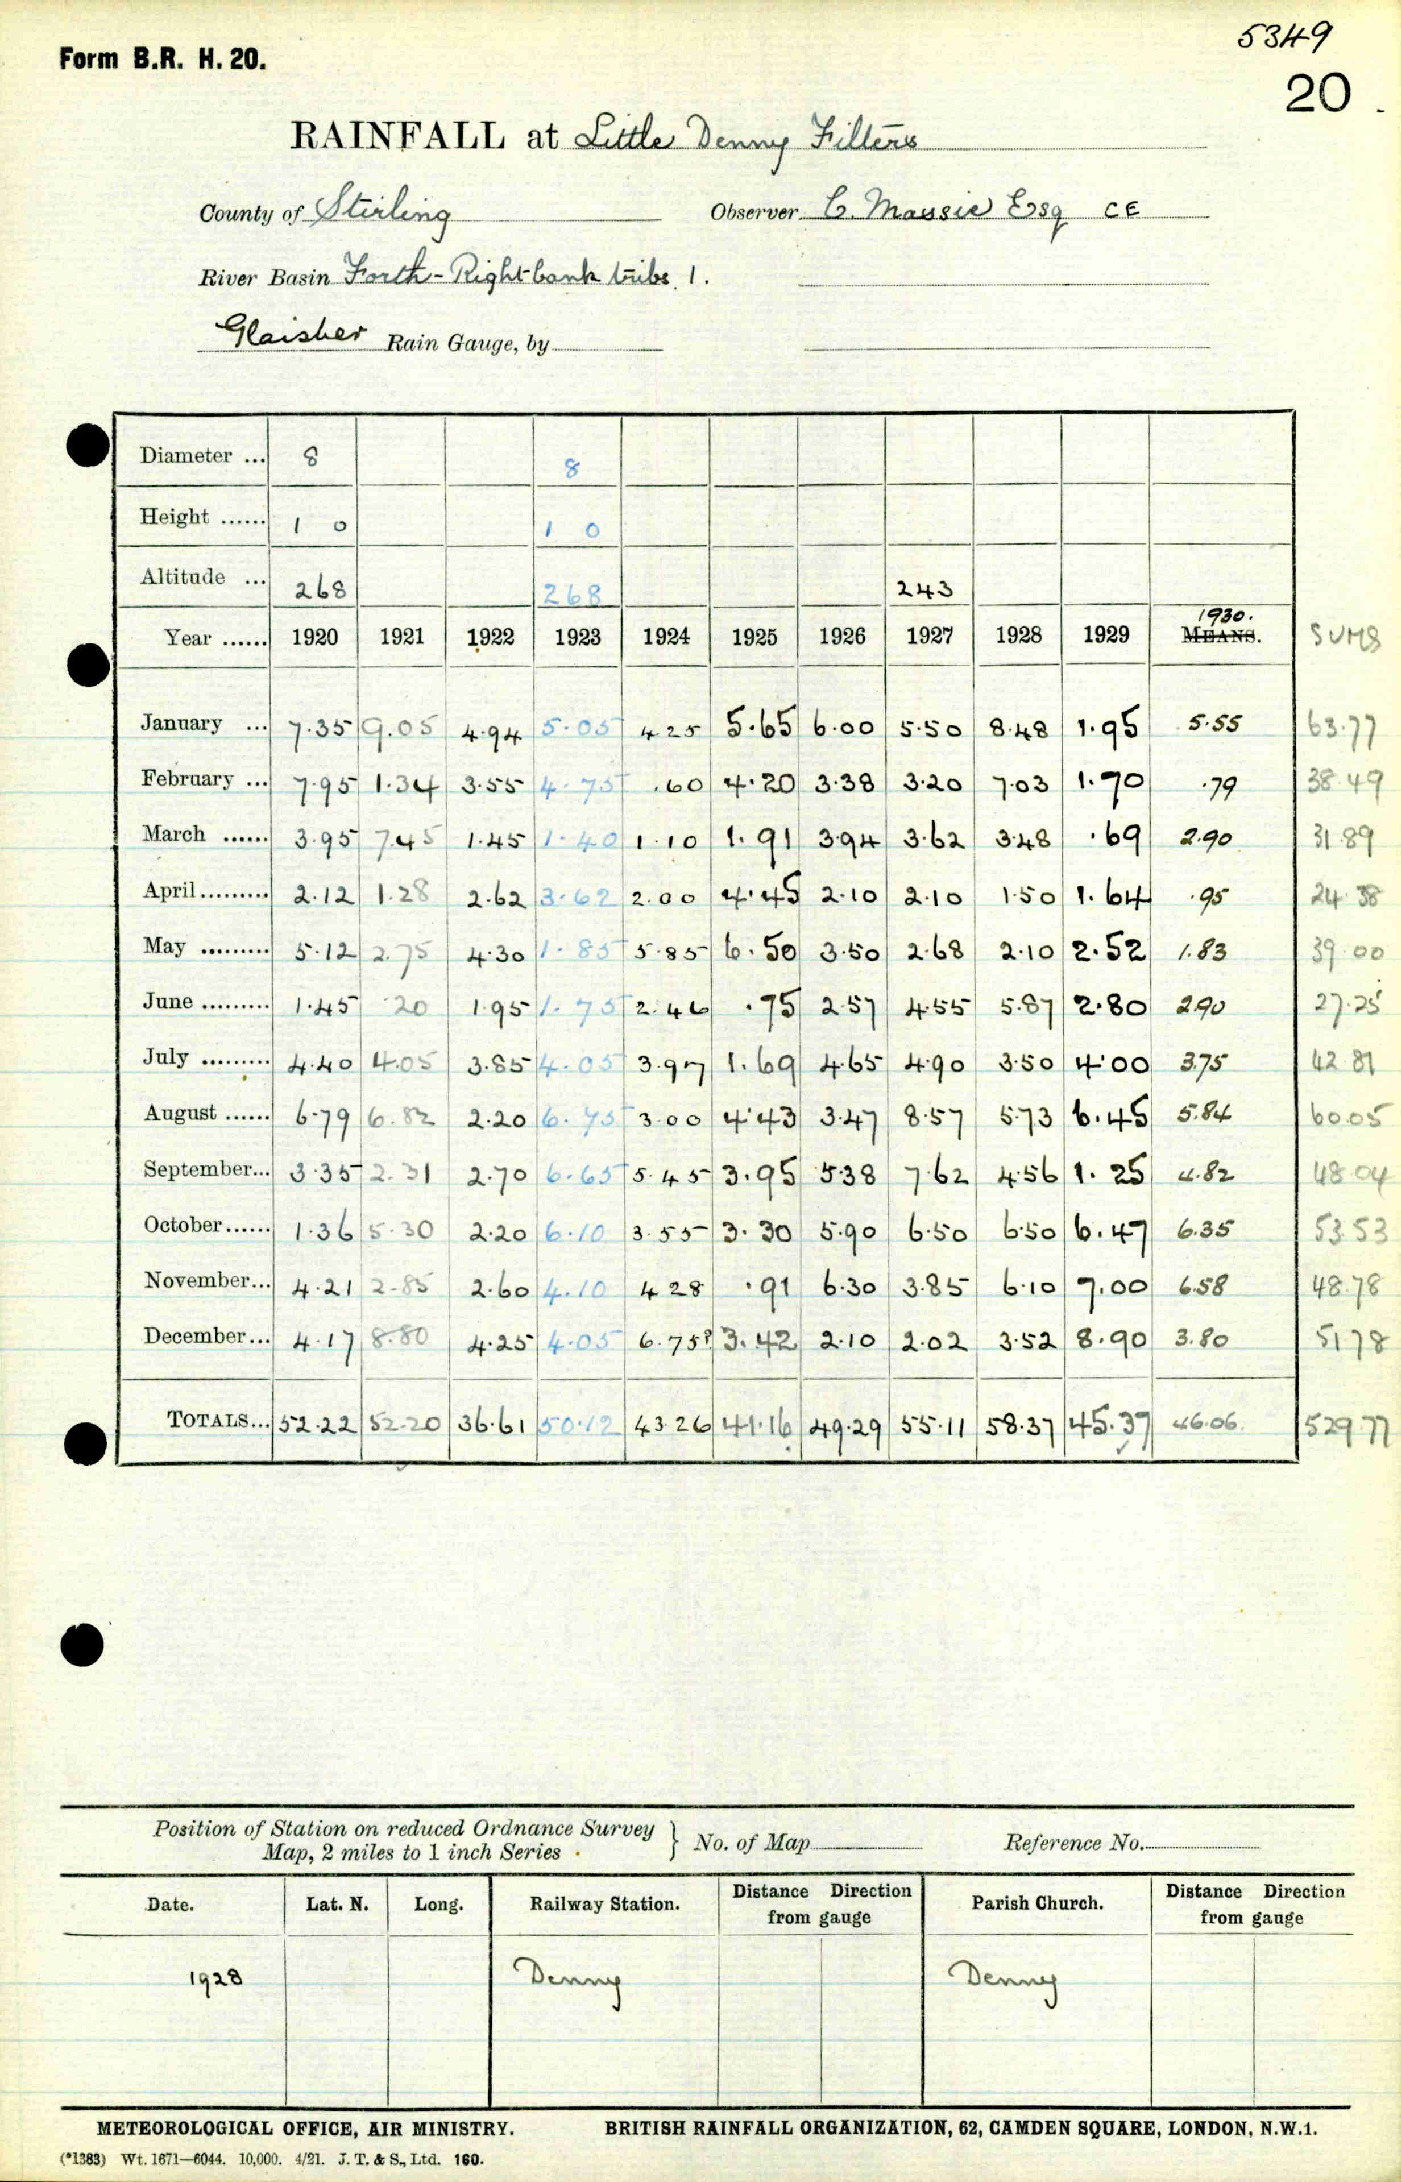 Form B.R. H. 20.
5349
20
RAINFALL at Little Denny Filters
County of Stirling Observer C. Massie Esq CE
River Basin Forth - Right bank tribs. 1.
Glaisher Rain Gauge, by
Diameter ... 8 8
Height ...... 1 0 1 0
Altitude ... 268 268 243
Year ...... 1920 1921 1922 1923 1924 1925 1926 1927 1928 1929 1930. MEANS. SUMS
January ... 7.35 9.05 4.94 5.05 4 25 5.65 6.00 5.50 8.48 1.95 5.55 63.77
February ... 7.95 1.34 3.55 4.75 .60 4.20 3.38 3.20 7.03 1.70 .79 38.49
March ...... 3.95 7.45 1.45 1.40 1.10 1.91 3.94 3.62 3.48 .69 2.90 31.89
April ......... 2.12 1.28 2.62 3.62 2.00 4.45 2.10 2.10 1.50 1.64 .95 24.38
May ......... 5.12 2.75 4.30 1.85 5.85 6.50 3.50 2.68 2.10 2.52 1.83 39.00
June ......... 1.45 .20 1.95 1.75 2.46 .75 2.57 4.55 5.87 2.80 2.90 27.25
July ......... 4.40 4.05 3.85 4.05 3.97 1.69 4.65 4.90 3.50 4.00 3.75 42.81
August ...... 6.79 6.82 2.20 6.75 3.00 4.43 3.47 8.57 5.73 6.45 5.84 60.05
September... 3.35 2.31 2.70 6.65 5.45 3.95 5.38 7.62 4.56 1.25 4.82 48.04
October...... 1.36 5.30 2.20 6.10 3.55 3.30 5.90 6.50 6.50 6.47 6.35 53.53
November... 4.21 2.85 2.60 4.10 4 28 .91 6.30 3.85 6.10 7.00 6.58 48.78
December... 4.17 8.80 4.25 4.05 6.75? 3.42 2.10 2.02 3.52 8.90 3.80 51.78
TOTALS... 52.22 52.20 36.61 50.12 43.26 41.16 49.29 55.11 58.37 45.37 46.06. 529.77
Position of Station on reduced Ordnance Survey
Map, 2 miles to 1 inch Series } No. of Map Reference No.
Date. Lat. N. Long. Railway Station. Distance Direction from gauge Parish Church. Distance Direction from gauge
1928 Denny Denny
METEOROLOGICAL OFFICE, AIR MINISTRY. BRITISH RAINFALL ORGANIZATION, 62, CAMDEN SQUARE, LONDON, N.W.1.
(*1383) Wt. 1671—6044. 10,000. 4/21. J. T. & S., Ltd. 160.